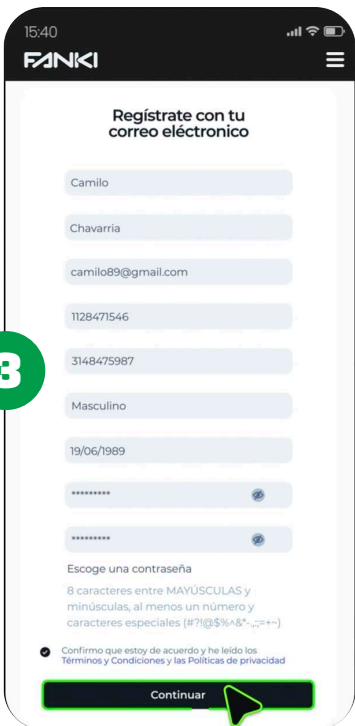 15:40
FANKI
Regístrate con tu
correo eléctronico
Camilo
Chavarria
camilo89@gmail.com
1128471546
3148475987
3
Masculino
19/06/1989
*********
*********
Escoge una contraseña
8 caracteres entre MAYÚSCULAS y
minúsculas, al menos un número y
caracteres especiales (#?!@$%^&*-.,:;=+~)
Confirmo que estoy de acuerdo y he leído los
Términos y Condiciones y las Políticas de privacidad
Continuar